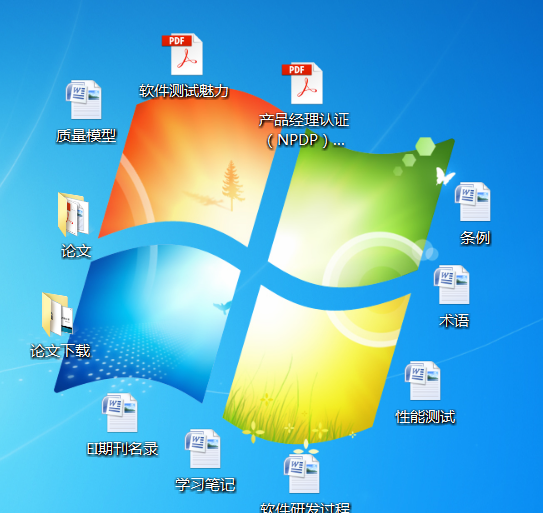 PDF
软件测试魅力
PDF
产品经理认证
（NPDP）...
质量模型
条例
论文
术语
论文下载
性能测试
EI期刊名录
学习笔记
软件研发过程